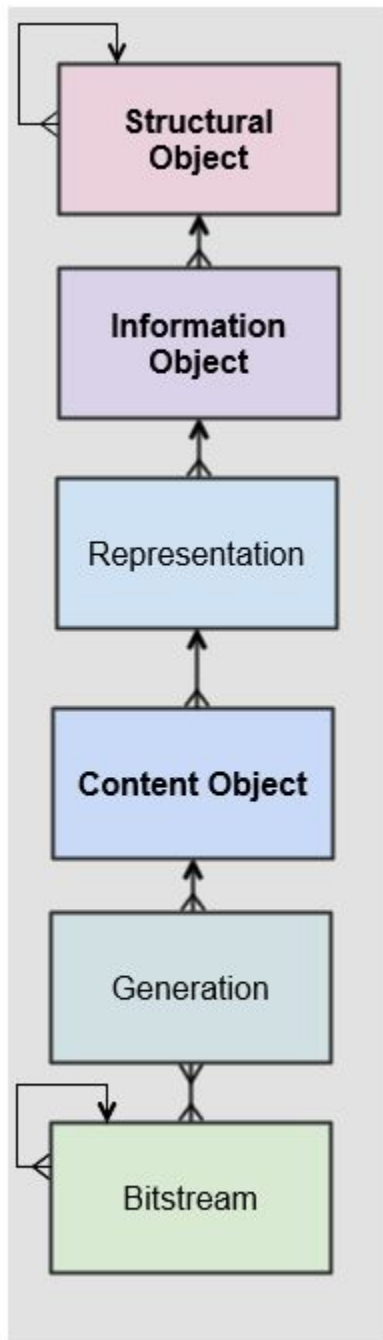 Structural
Object
Information
Object
Representation
Content Object
Generation
Bitstream